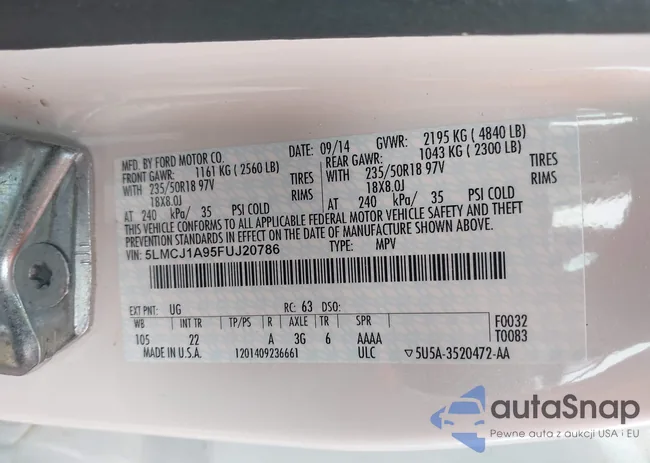 MFD. BY FORD MOTOR CO. DATE: 09/14 GVWR: 2195 KG ( 4840 LB)
FRONT GAWR: 1161 KG ( 2560 LB) REAR GAWR: 1043 KG ( 2300 LB)
WITH 235/50R18 97V TIRES WITH 235/50R18 97V TIRES
18X8.0J RIMS 18X8.0J RIMS
AT 240 kPa/ 35 PSI COLD AT 240 kPa/ 35 PSI COLD
THIS VEHICLE CONFORMS TO ALL APPLICABLE FEDERAL MOTOR VEHICLE SAFETY AND THEFT
PREVENTION STANDARDS IN EFFECT ON THE DATE OF MANUFACTURE SHOWN ABOVE.
VIN: 5LMCJ1A95FUJ20786 TYPE: MPV
EXT PNT: UG RC: 63 DSO: F0032
WB INT TR TP/PS R AXLE TR SPR T0083
105 22 A 3G 6 AAAA
MADE IN U.S.A. 1201409236661 ULC ▽5U5A-3520472-AA
autoSnap
Pewne auta z aukcji USA i EU